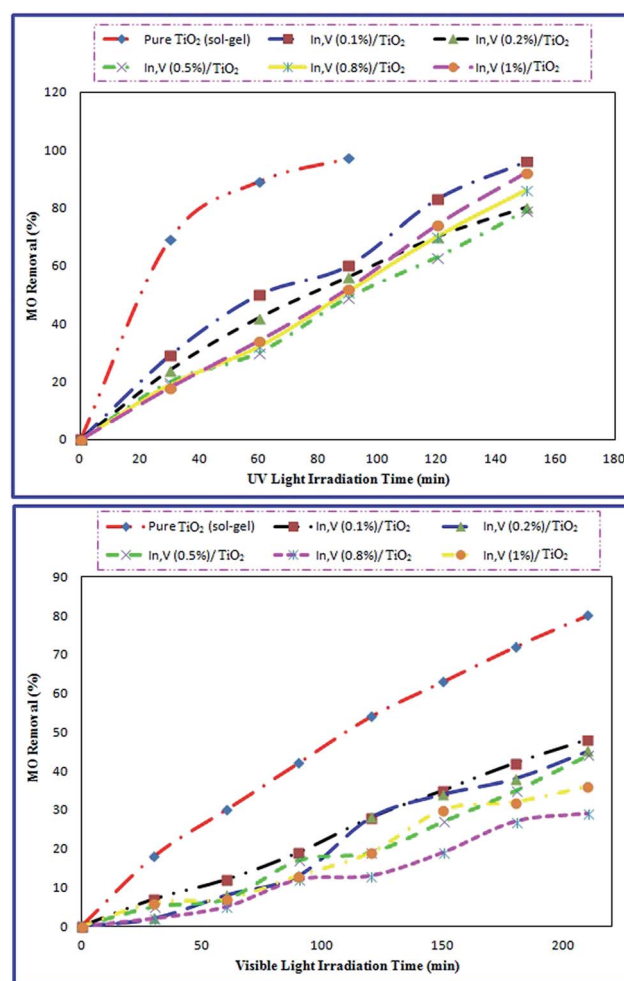 Pure TiO2 (sol-gel) In,V (0.1%)/TiO2 In,V (0.2%)/TiO2
In,V (0.5%)/TiO2 In,V (0.8%)/TiO2 In,V (1%)/TiO2
120
100
80
60
40
20
0
MO Removal (%)
0 20 40 60 80 100 120 140 160 180
UV Light Irradiation Time (min)
Pure TiO2 (sol-gel) In,V (0.1%)/TiO2 In,V (0.2%)/TiO2
In,V (0.5%)/TiO2 In,V (0.8%)/TiO2 In,V (1%)/TiO2
90
80
70
60
50
40
30
20
10
0
MO Removal (%)
0 50 100 150 200
Visible Light Irradiation Time (min)